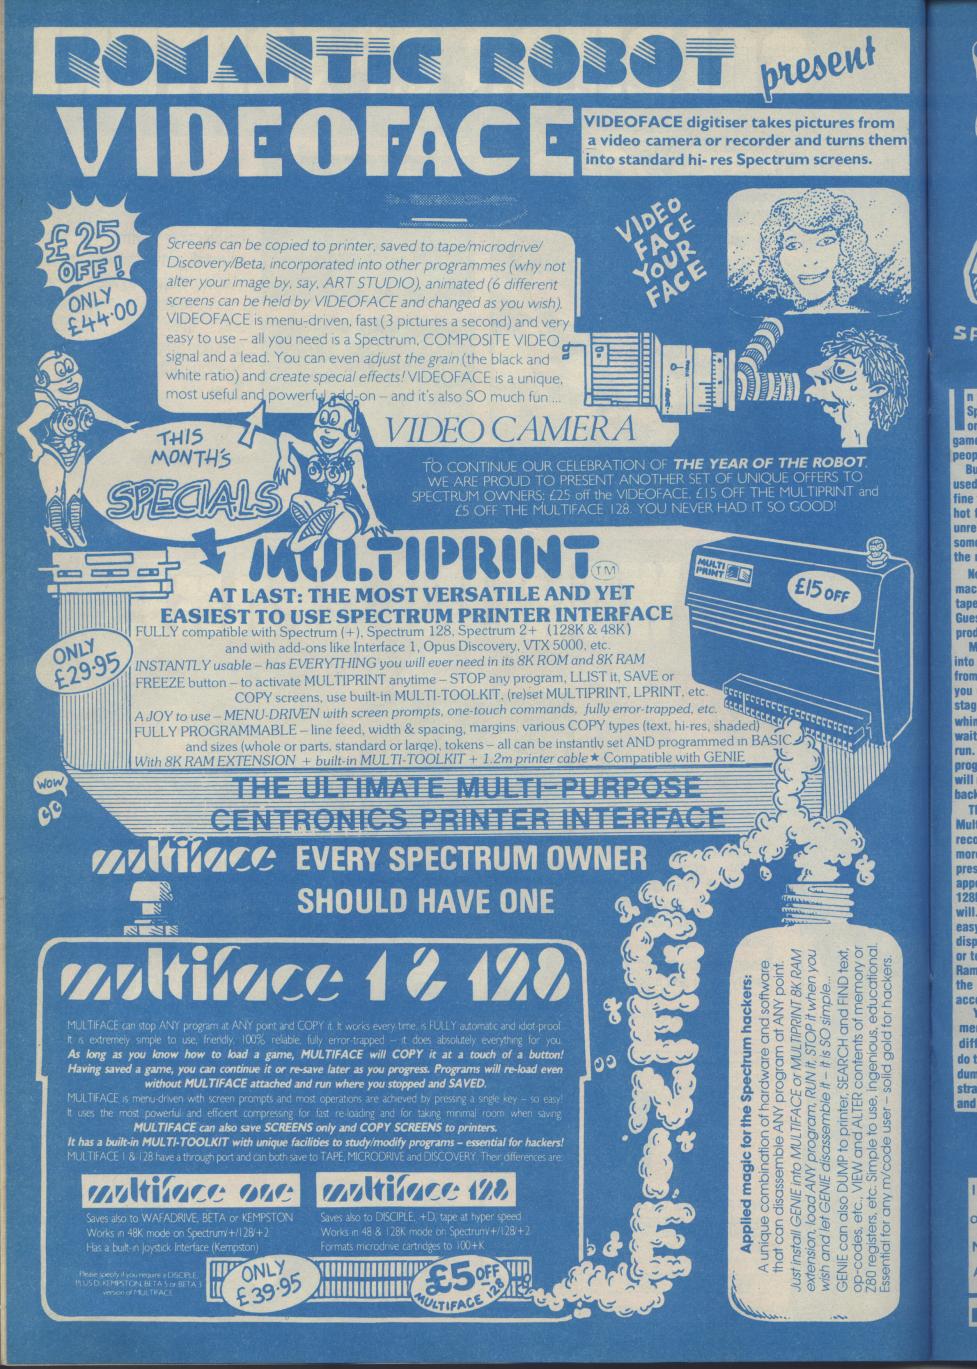 ROMANTIC ROBOT present
VIDEOFACE
VIDEOFACE digitiser takes pictures from
a video camera or recorder and turns them
into standard hi-res Spectrum screens.
£25
OFF!
ONLY
£44·00
Screens can be copied to printer, saved to tape/microdrive/
Discovery/Beta, incorporated into other programmes (why not
alter your image by, say, ART STUDIO), animated (6 different
screens can be held by VIDEOFACE and changed as you wish).
VIDEOFACE is menu-driven, fast (3 pictures a second) and very
easy to use – all you need is a Spectrum, COMPOSITE VIDEO
signal and a lead. You can even adjust the grain (the black and
white ratio) and create special effects! VIDEOFACE is a unique,
most useful and powerful add-on – and it's also SO much fun ...
VIDEO
FACE
YOUR
FACE
VIDEO CAMERA
THIS
MONTH'S
SPECIALS
TO CONTINUE OUR CELEBRATION OF THE YEAR OF THE ROBOT.
WE ARE PROUD TO PRESENT ANOTHER SET OF UNIQUE OFFERS TO
SPECTRUM OWNERS: £25 off the VIDEOFACE, £15 OFF THE MULTIPRINT and
£5 OFF THE MULTIFACE 128. YOU NEVER HAD IT SO GOOD!
MULTIPRINT TM
AT LAST: THE MOST VERSATILE AND YET
EASIEST TO USE SPECTRUM PRINTER INTERFACE
MULTI
PRINT
£15 OFF
ONLY
£29·95
FULLY compatible with Spectrum (+), Spectrum 128, Spectrum 2+ (128K & 48K)
and with add-ons like Interface 1, Opus Discovery, VTX 5000, etc.
INSTANTLY usable – has EVERYTHING you will ever need in its 8K ROM and 8K RAM
FREEZE button – to activate MULTIPRINT anytime – STOP any program, LLIST it, SAVE or
COPY screens, use built-in MULTI-TOOLKIT, (re)set MULTIPRINT, LPRINT, etc.
A JOY to use – MENU-DRIVEN with screen prompts, one-touch commands, fully error-trapped, etc.
FULLY PROGRAMMABLE – line feed, width & spacing, margins, various COPY types (text, hi-res, shaded)
and sizes (whole or parts, standard or large), tokens – all can be instantly set AND programmed in BASIC
With 8K RAM EXTENSION + built-in MULTI-TOOLKIT + 1.2m printer cable ★ Compatible with GENIE
WOW
THE ULTIMATE MULTI-PURPOSE
CENTRONICS PRINTER INTERFACE
multiface EVERY SPECTRUM OWNER
SHOULD HAVE ONE
multiface 1 & 128
MULTIFACE can stop ANY program at ANY point and COPY it. It works every time, is FULLY automatic and idiot-proof.
It is extremely simple to use, friendly, 100% reliable, fully error-trapped – it does absolutely everything for you.
As long as you know how to load a game, MULTIFACE will COPY it at a touch of a button!
Having saved a game, you can continue it or re-save later as you progress. Programs will re-load even
without MULTIFACE attached and run where you stopped and SAVED.
MULTIFACE is menu-driven with screen prompts and most operations are achieved by pressing a single key – so easy!
It uses the most powerful and efficient compressing for fast re-loading and for taking minimal room when saving
MULTIFACE can also save SCREENS only and COPY SCREENS to printers.
It has a built-in MULTI-TOOLKIT with unique facilities to study/modify programs – essential for hackers!
MULTIFACE 1 & 128 have a through port and can both save to TAPE, MICRODRIVE and DISCOVERY. Their differences are:
multiface one
Saves also to WAFADRIVE, BETA or KEMPSTON
Works in 48K mode on Spectrum/+/128/+2
Has a built-in Joystick Interface (Kempston)
multiface 128
Saves also to DISCIPLE, +D, tape at hyper speed
Works in 48 & 128K mode on Spectrum/+/128/+2
Formats microdrive cartridges to 100+K
Please specify if you require a DISCIPLE,
PLUS D, KEMPSTON, BETA 5 or BETA 3
version of MULTIFACE
ONLY
£39·95
£5 OFF
MULTIFACE 128
GENIE
Applied magic for the Spectrum hackers:
A unique combination of hardware and software
that can disassemble ANY program at ANY point.
Just install GENIE into MULTIFACE or MULTIPRINT 8K RAM
extension, load ANY program, RUN it, STOP it when you
wish and let GENIE disassemble it – it is SO simple...
GENIE can also DUMP to printer, SEARCH and FIND text,
op-codes, etc. VIEW and ALTER contents of memory or
Z80 registers, etc. Simple to use, ingenious, educational.
Essential for any m/code user – solid gold for hackers.